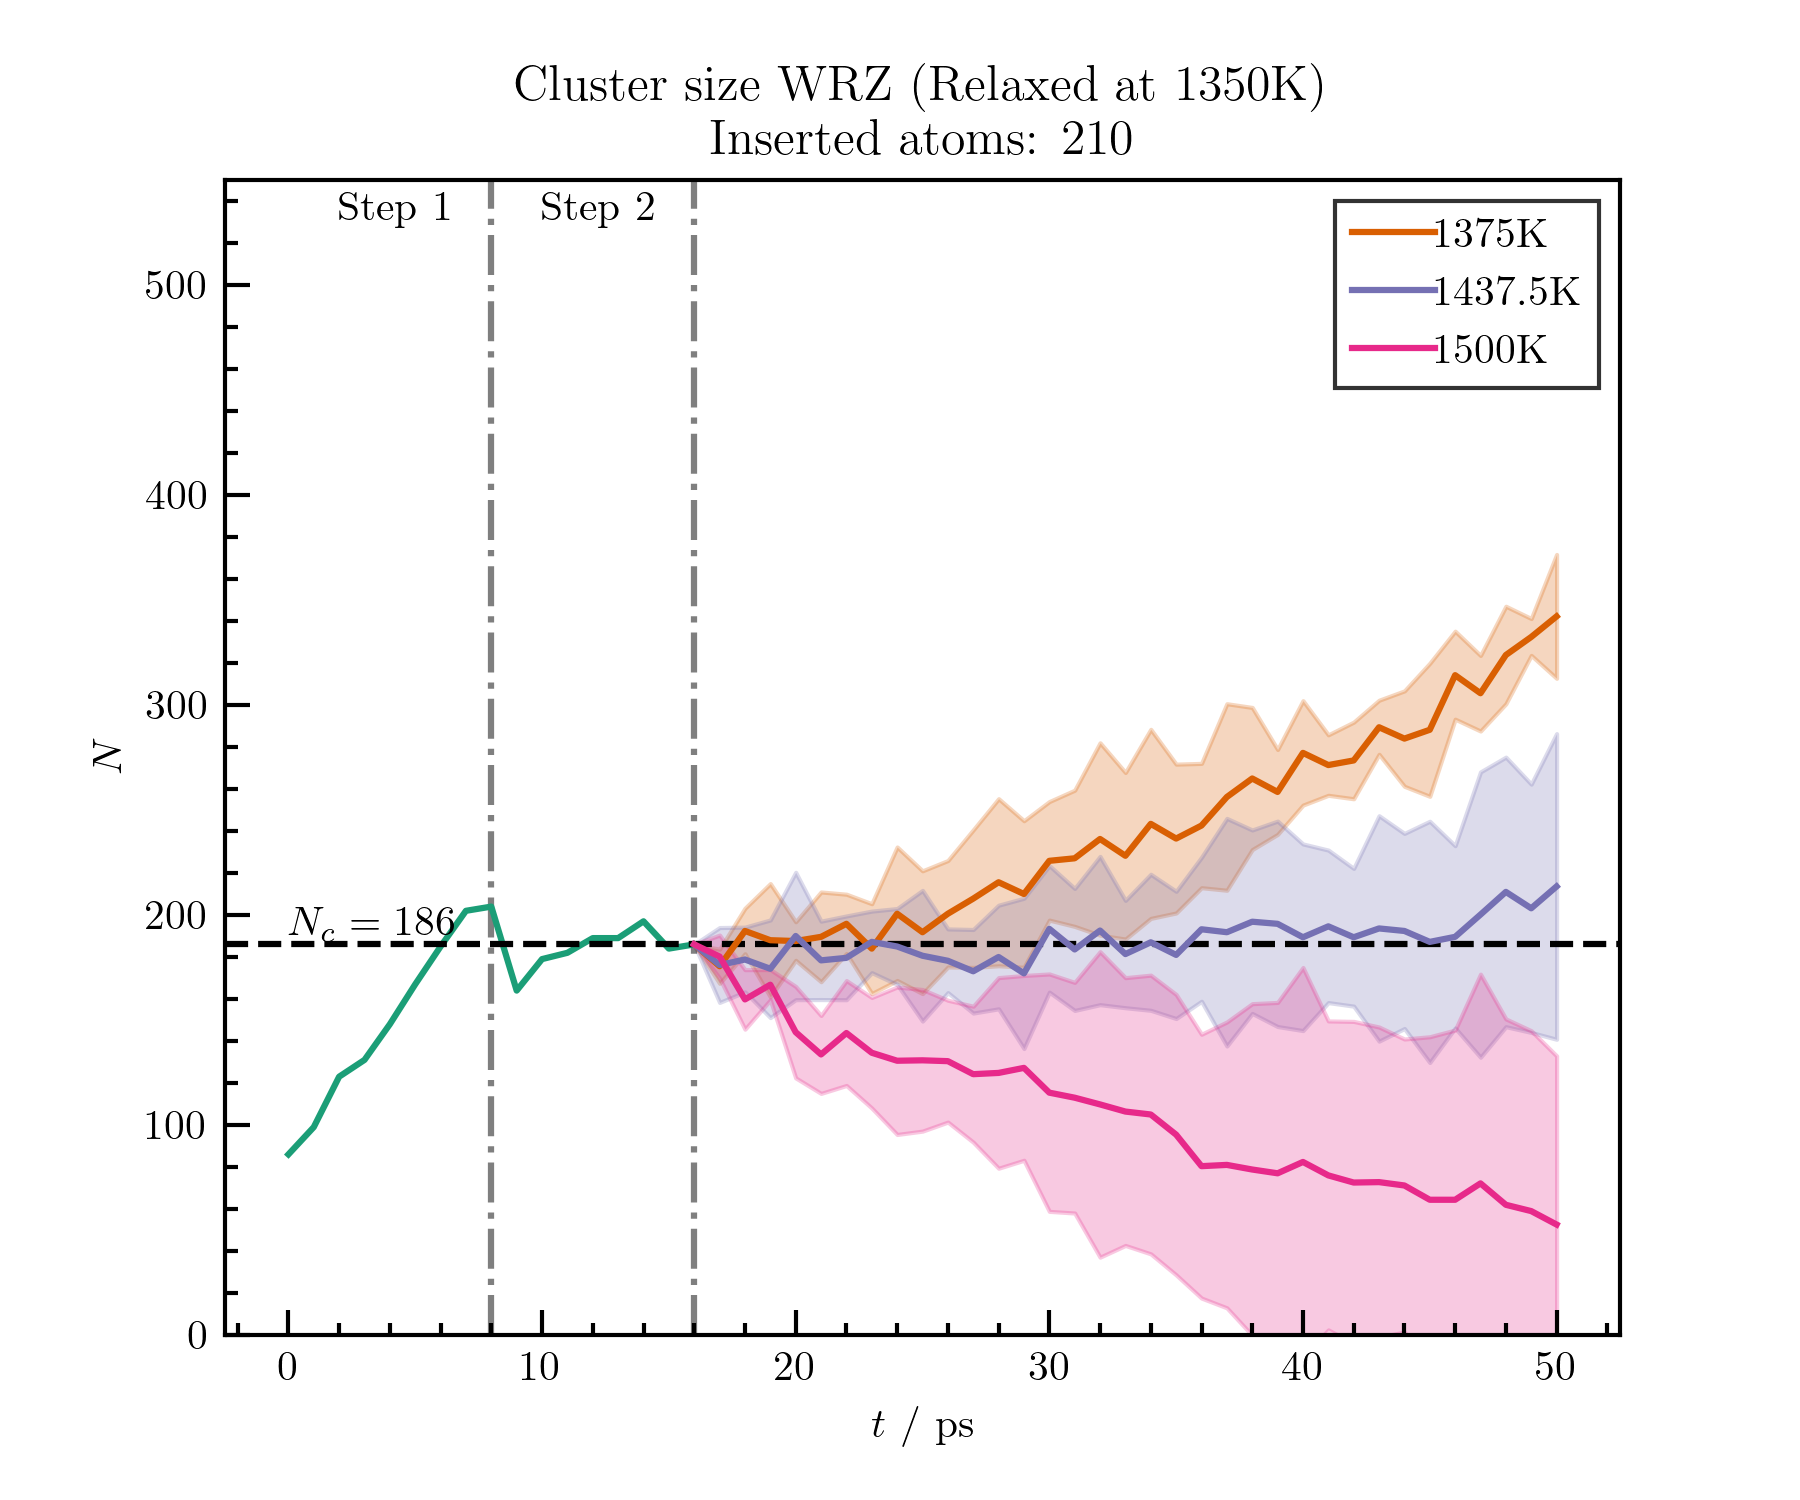 Cluster size WRZ (Relaxed at 1350K)
Inserted atoms: 210
Step 1
Step 2
1375K
1437.5K
1500K
500
400
300
200
100
0
N
N_c = 186
0 10 20 30 40 50
t / ps